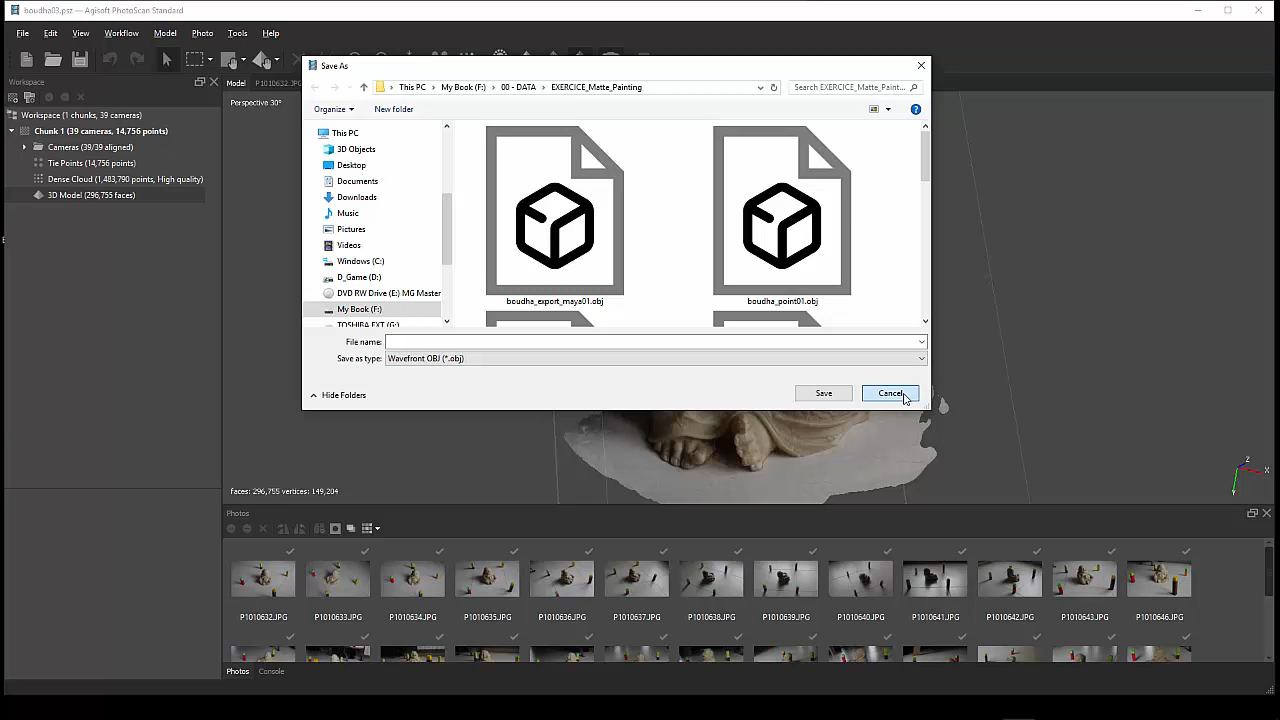 boudha03.psz — Agisoft PhotoScan Standard
File Edit View Workflow Model Photo Tools Help
Workspace
Workspace (1 chunks, 39 cameras)
Chunk 1 (39 cameras, 14,756 points)
Cameras (39/39 aligned)
Tie Points (14,756 points)
Dense Cloud (1,483,790 points, High quality)
3D Model (296,755 faces)
Model P1010632.JPG
Perspective 30°
Save As
This PC My Book (F:) 00 - DATA EXERCICE_Matte_Painting
Search EXERCICE_Matte_Paint...
Organize New folder
This PC
3D Objects
Desktop
Documents
Downloads
Music
Pictures
Videos
Windows (C:)
D_Game (D:)
DVD RW Drive (E:) MG Master
My Book (F:)
TOSHIBA EXT (G:)
boudha_export_maya01.obj
boudha_point01.obj
File name:
Save as type: Wavefront OBJ (*.obj)
Hide Folders
Save Cancel
faces: 296,755 vertices: 149,204
Z
X
Y
Photos
P1010632.JPG P1010633.JPG P1010634.JPG P1010635.JPG P1010636.JPG P1010637.JPG P1010638.JPG P1010639.JPG P1010640.JPG P1010641.JPG P1010642.JPG P1010643.JPG P1010646.JPG
Photos Console